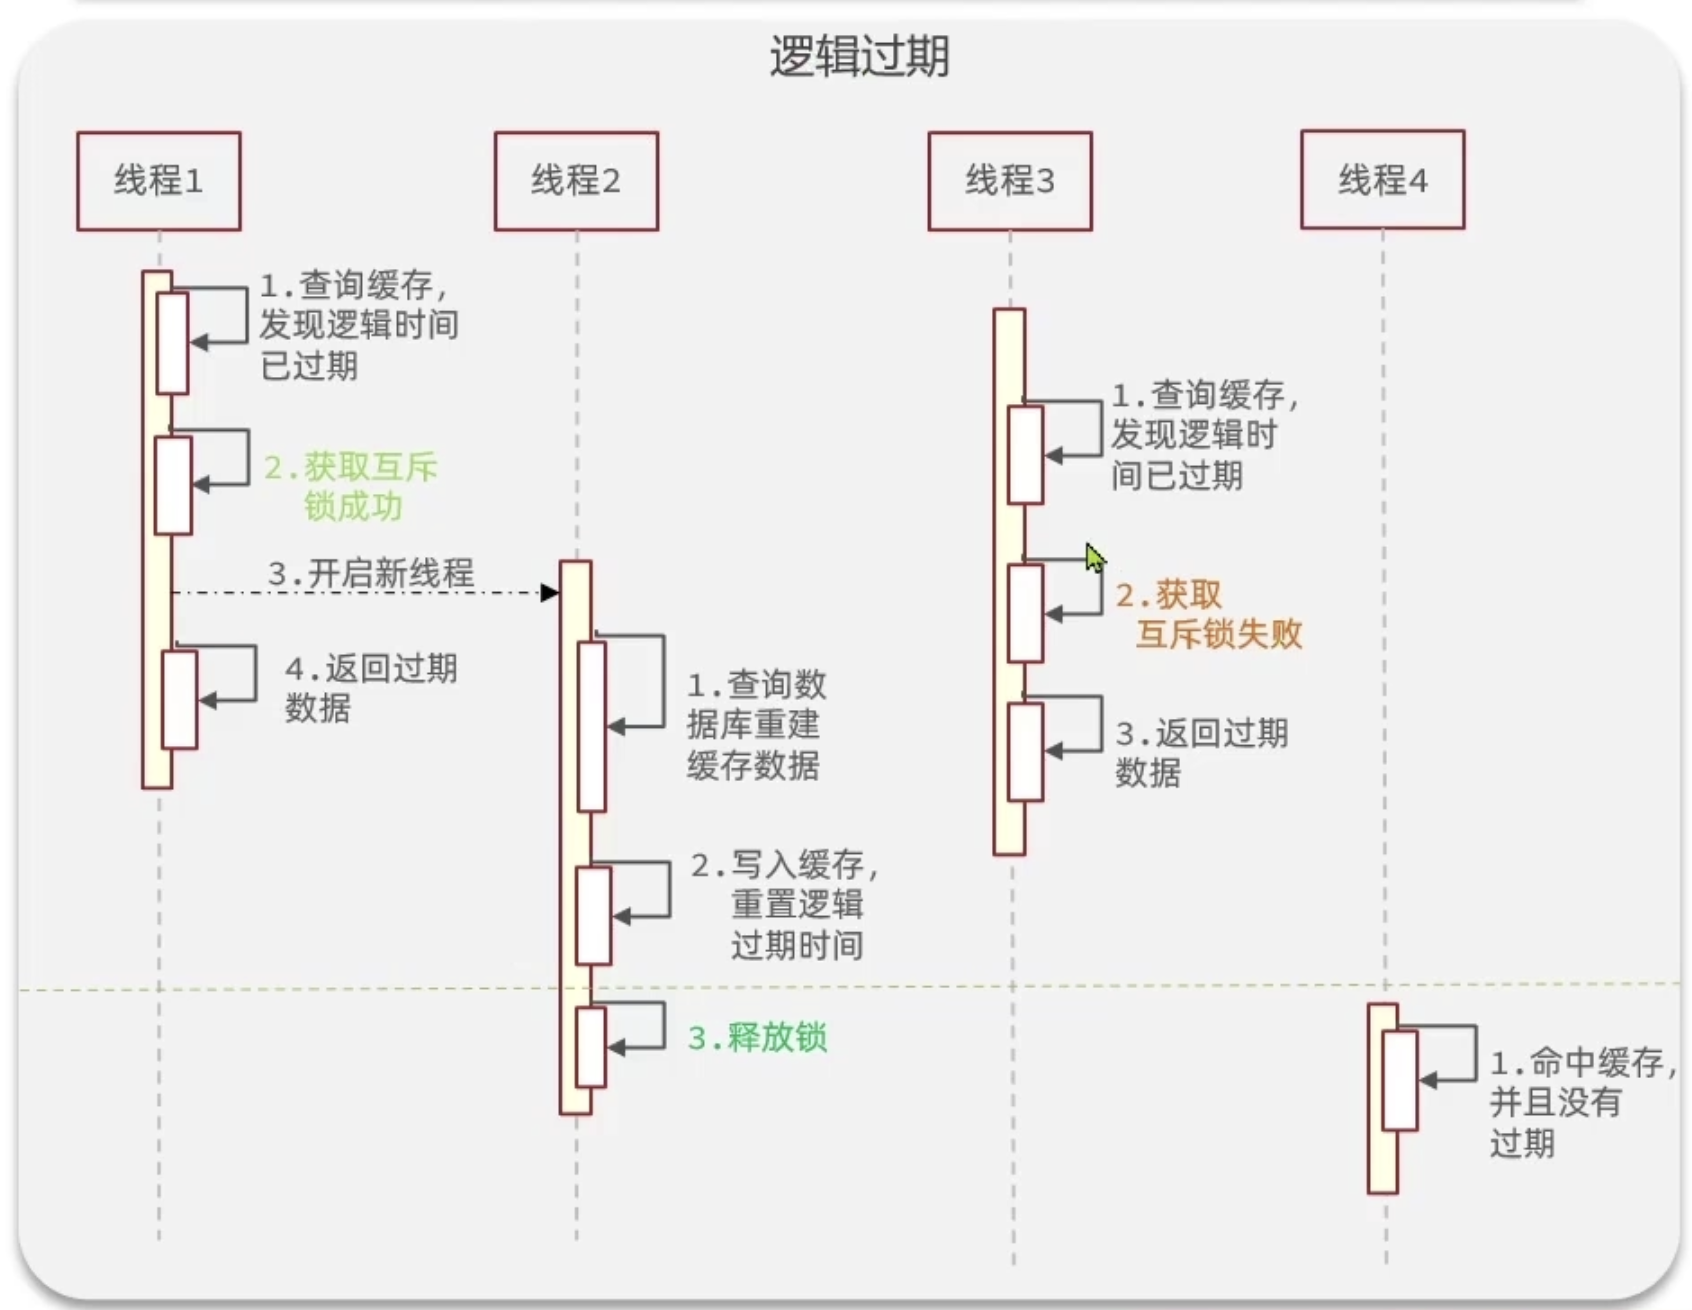 逻辑过期
线程1
线程2
线程3
线程4
1.查询缓存,
发现逻辑时间
已过期
2.获取互斥
锁成功
3.开启新线程
4.返回过期
数据
1.查询数
据库重建
缓存数据
2.写入缓存,
重置逻辑
过期时间
3.释放锁
1.查询缓存,
发现逻辑时
间已过期
2.获取
互斥锁失败
3.返回过期
数据
1.命中缓存,
并且没有
过期